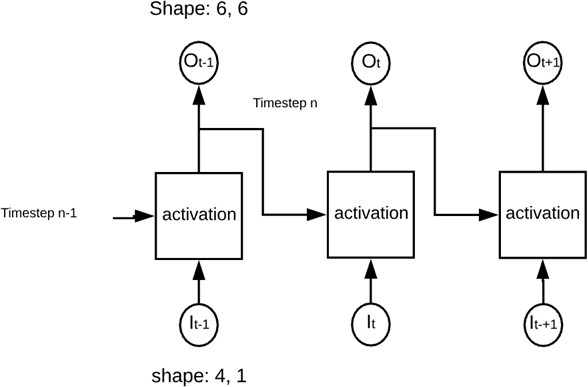 Shape: 6, 6
Ot-1
Ot
Ot+1
Timestep n
Timestep n-1
activation
activation
activation
It-1
It
It-+1
shape: 4, 1